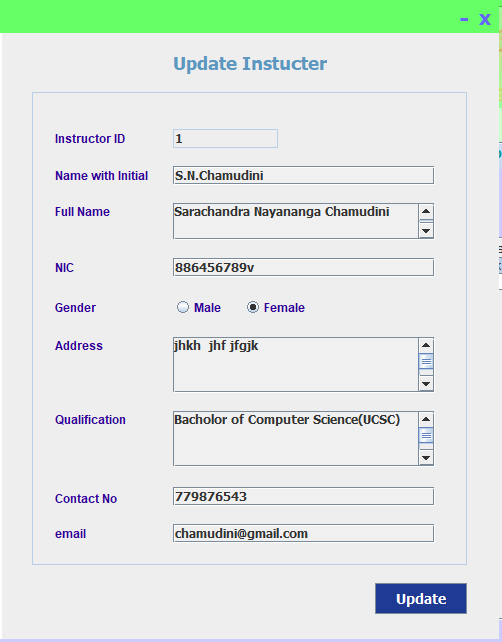 - x
Update Instucter
Instructor ID 1
Name with Initial S.N.Chamudini
Full Name Sarachandra Nayananga Chamudini
NIC 886456789v
Gender Male Female
Address jhkh jhf jfgjk
Qualification Bacholor of Computer Science(UCSC)
Contact No 779876543
email chamudini@gmail.com
Update